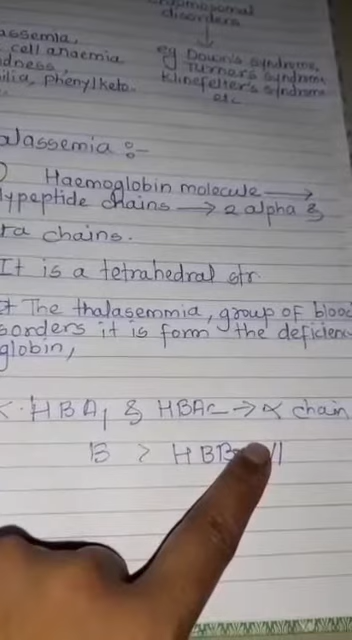 disorders
eg Down's syndrome,
Turner's syndrome
Klinefelter's syndrome
etc
assemia,
cell anaemia
dness
ilia, phenylketo.
alassemia :-
Haemoglobin molecule →
lypeptide chains → 2 alpha &
ta chains.
It is a tetrahedral str.
The thalasemmia, group of blood
sorders it is form the deficienc
globin,
HBA1 & HBA2 → α chain
B > HBB